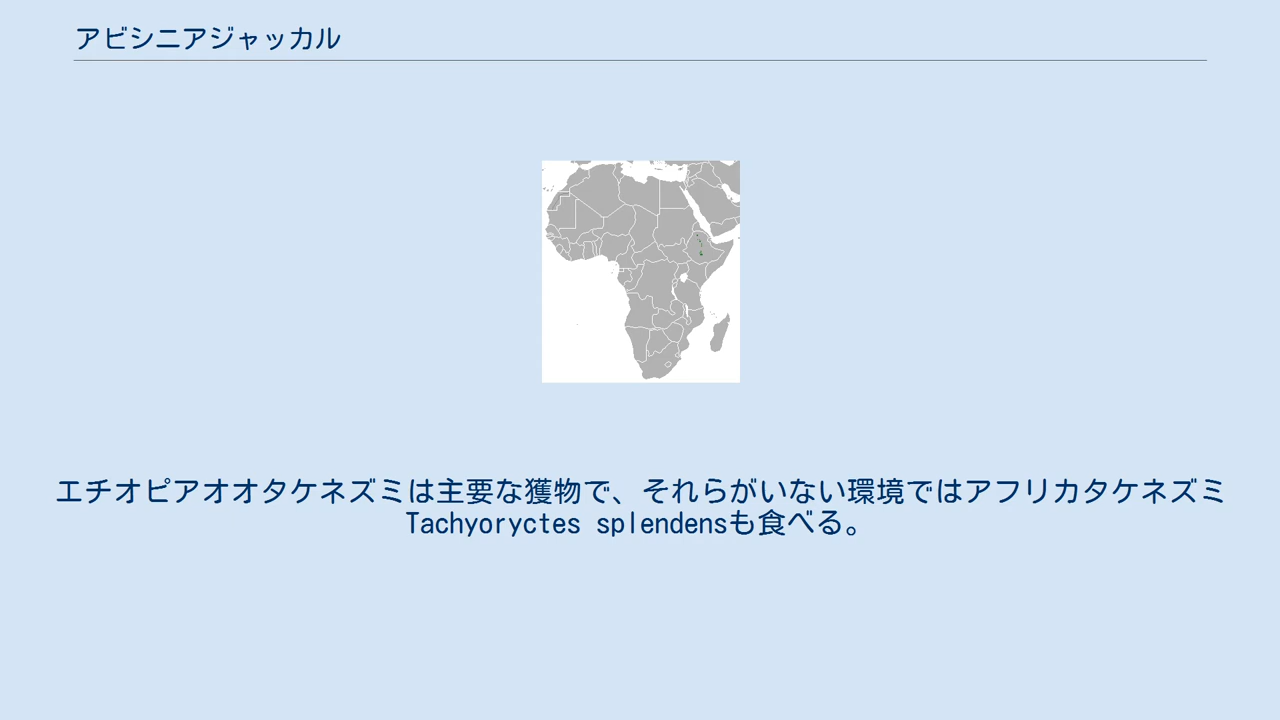 アビシニアジャッカル
エチオピアオオタケネズミは主要な獲物で、それらがいない環境ではアフリカタケネズミ
Tachyoryctes splendensも食べる。